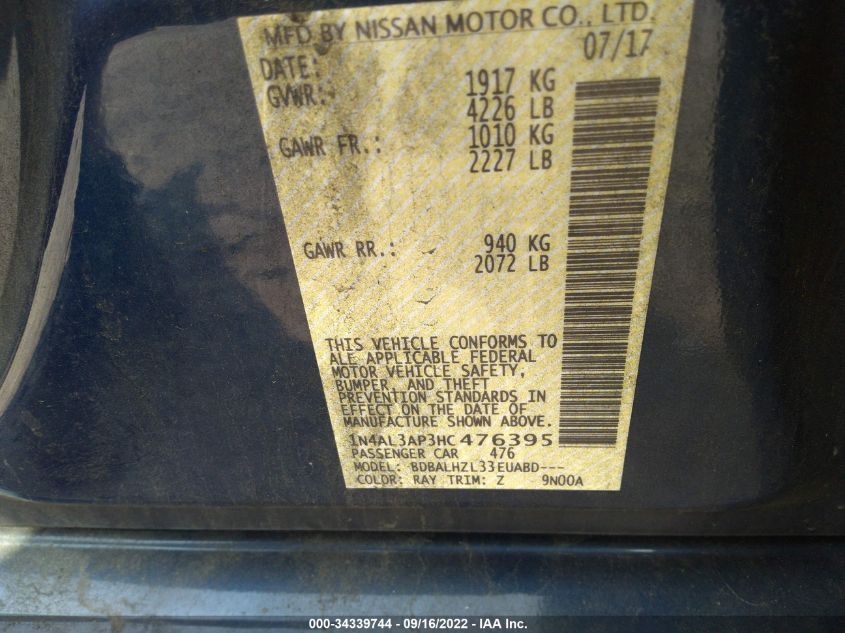 MFD BY NISSAN MOTOR CO., LTD.
DATE: 07/17
GVWR: 1917 KG
4226 LB
GAWR FR.: 1010 KG
2227 LB
GAWR RR.: 940 KG
2072 LB
THIS VEHICLE CONFORMS TO
ALL APPLICABLE FEDERAL
MOTOR VEHICLE SAFETY,
BUMPER, AND THEFT
PREVENTION STANDARDS IN
EFFECT ON THE DATE OF
MANUFACTURE SHOWN ABOVE.
1N4AL3AP3HC476395
PASSENGER CAR 476
MODEL: BDBALHZL33EUABD---
COLOR: RAY TRIM: Z 9N00A
000-34339744 - 09/16/2022 - IAA Inc.